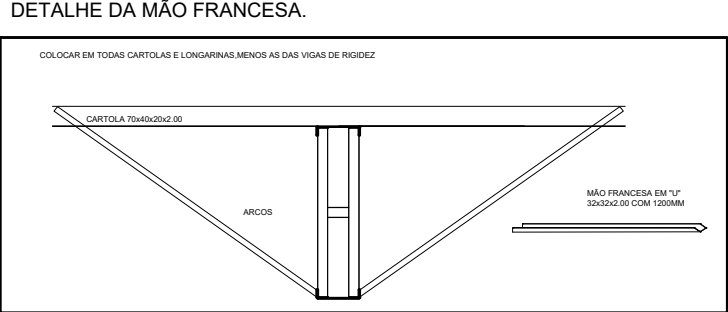 DETALHE DA MÃO FRANCESA.
COLOCAR EM TODAS CARTOLAS E LONGARINAS,MENOS AS DAS VIGAS DE RIGIDEZ
CARTOLA 70x40x20x2.00
MÃO FRANCESA EM "U"
32x32x2.00 COM 1200MM
ARCOS